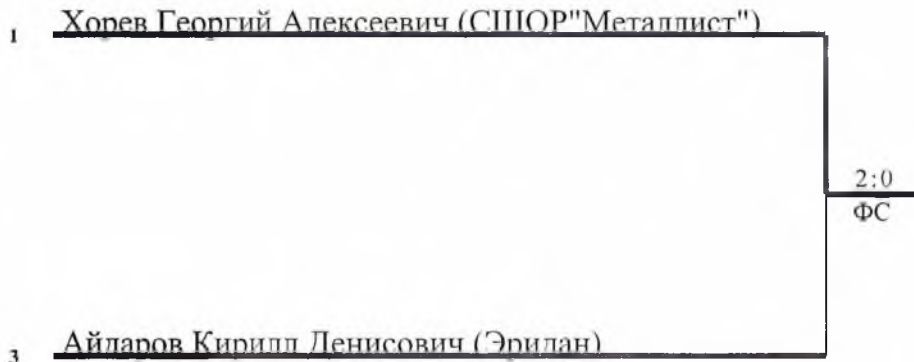 1 Хорев Георгий Алексеевич (СШОР"Металлист")
2:0
ФС
3 Айдаров Кирилл Денисович (Эридан)